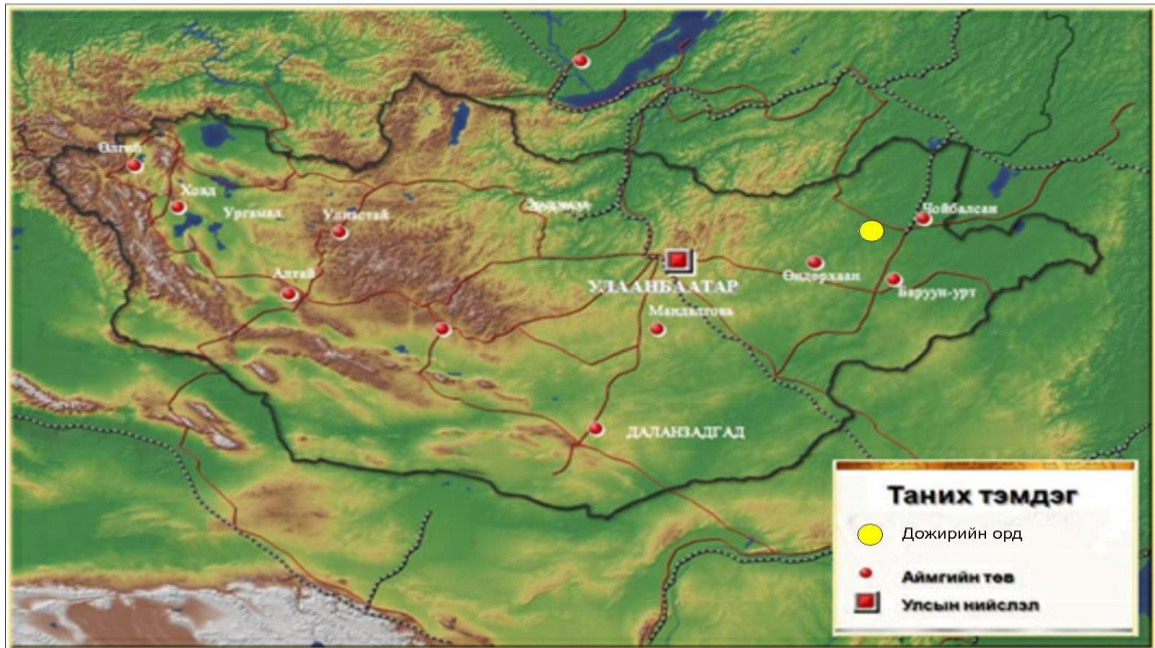 Өлгий
Ховд
Ургамал
Улиастай
Чойбалсан
Алтай
УЛААНБААТАР
Өндөрхаан
Баруун-урт
Мандалговь
ДАЛАНЗАДГАД
Таних тэмдэг
Дожирийн орд
Аймгийн төв
Улсын нийслэл